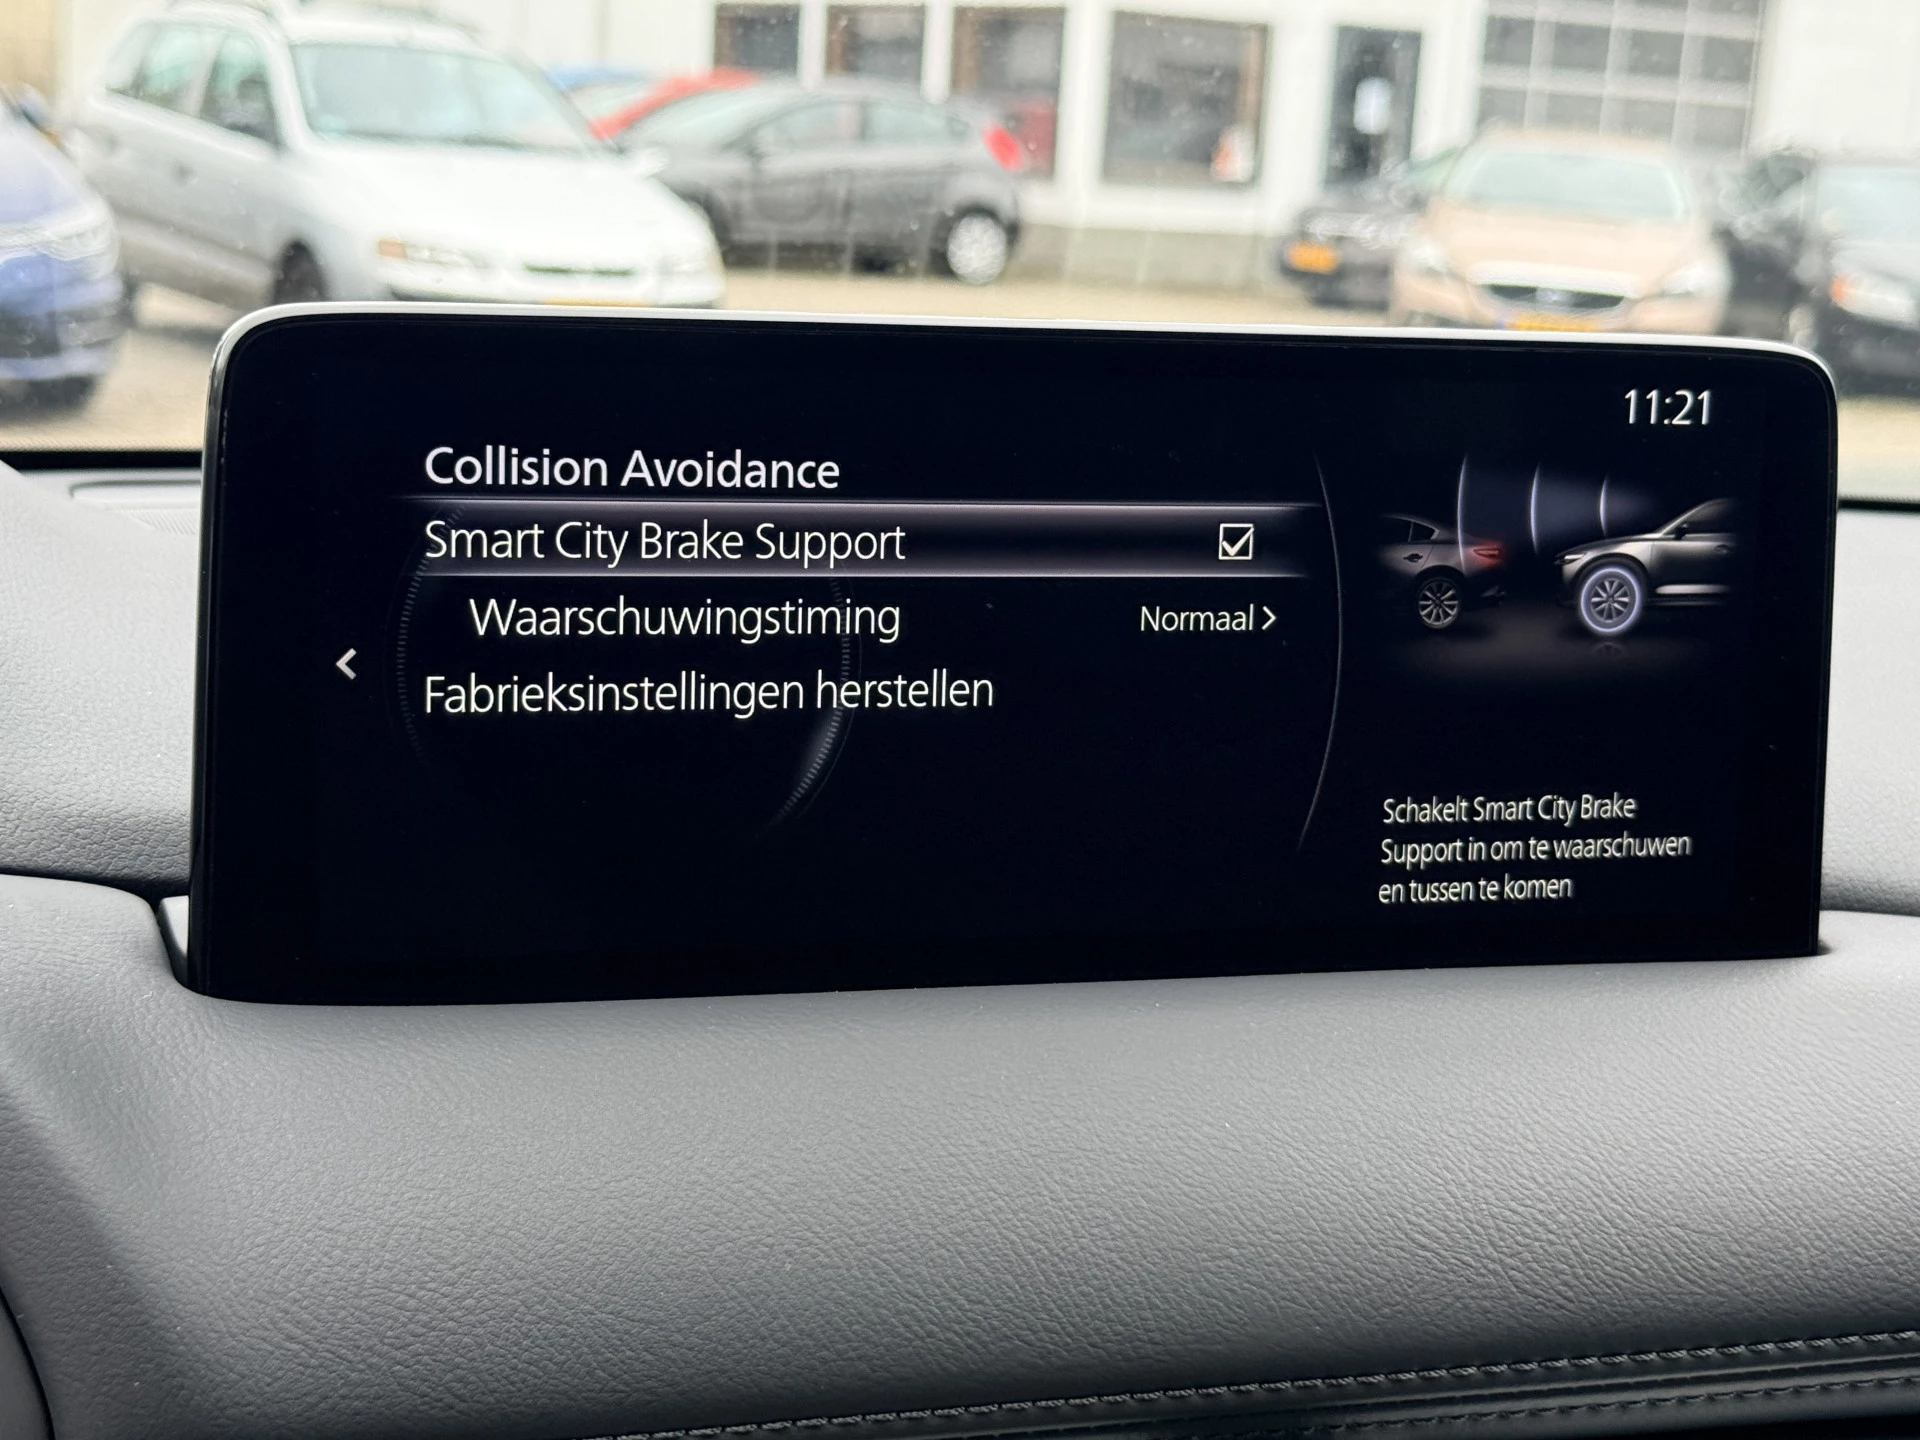 11:21
Collision Avoidance
Smart City Brake Support
Waarschuwingstiming Normaal >
Fabrieksinstellingen herstellen
Schakelt Smart City Brake
Support in om te waarschuwen
en tussen te komen